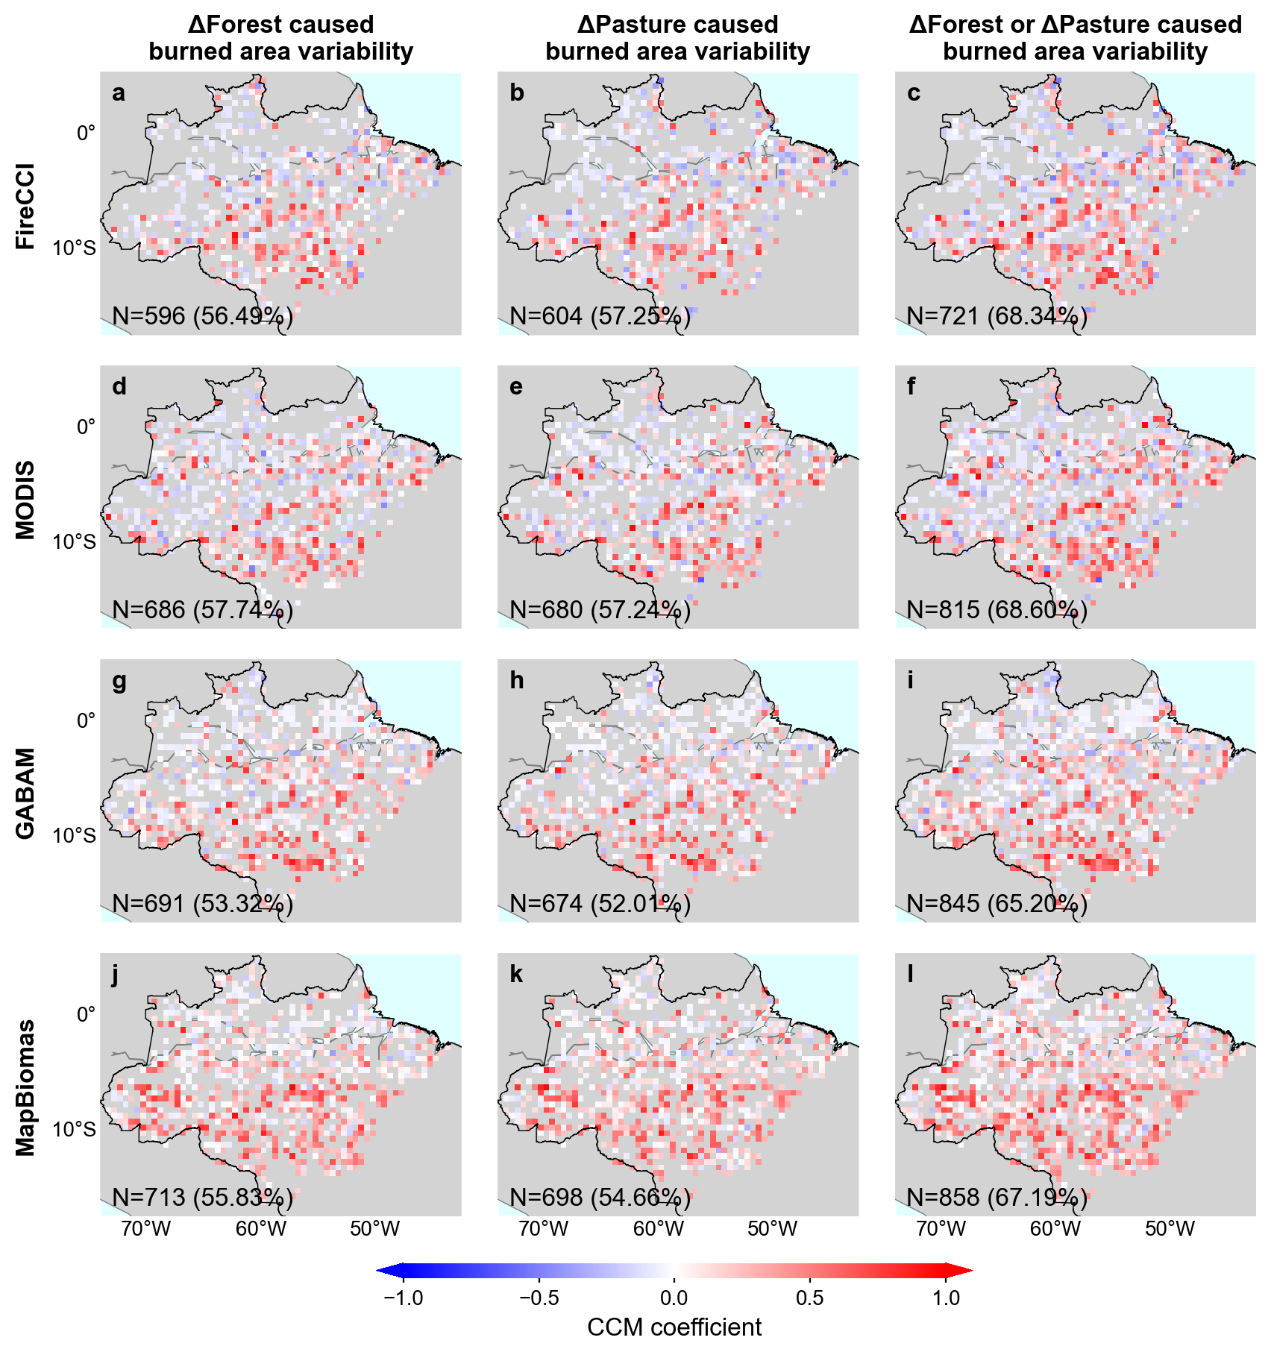 ΔForest caused
burned area variability
ΔPasture caused
burned area variability
ΔForest or ΔPasture caused
burned area variability
FireCCI
a
0°
10°S
N=596 (56.49%)
b
N=604 (57.25%)
c
N=721 (68.34%)
MODIS
d
0°
10°S
N=686 (57.74%)
e
N=680 (57.24%)
f
N=815 (68.60%)
GABAM
g
0°
10°S
N=691 (53.32%)
h
N=674 (52.01%)
i
N=845 (65.20%)
MapBiomas
j
0°
10°S
N=713 (55.83%)
k
N=698 (54.66%)
l
N=858 (67.19%)
70°W 60°W 50°W
70°W 60°W 50°W
70°W 60°W 50°W
−1.0 −0.5 0.0 0.5 1.0
CCM coefficient